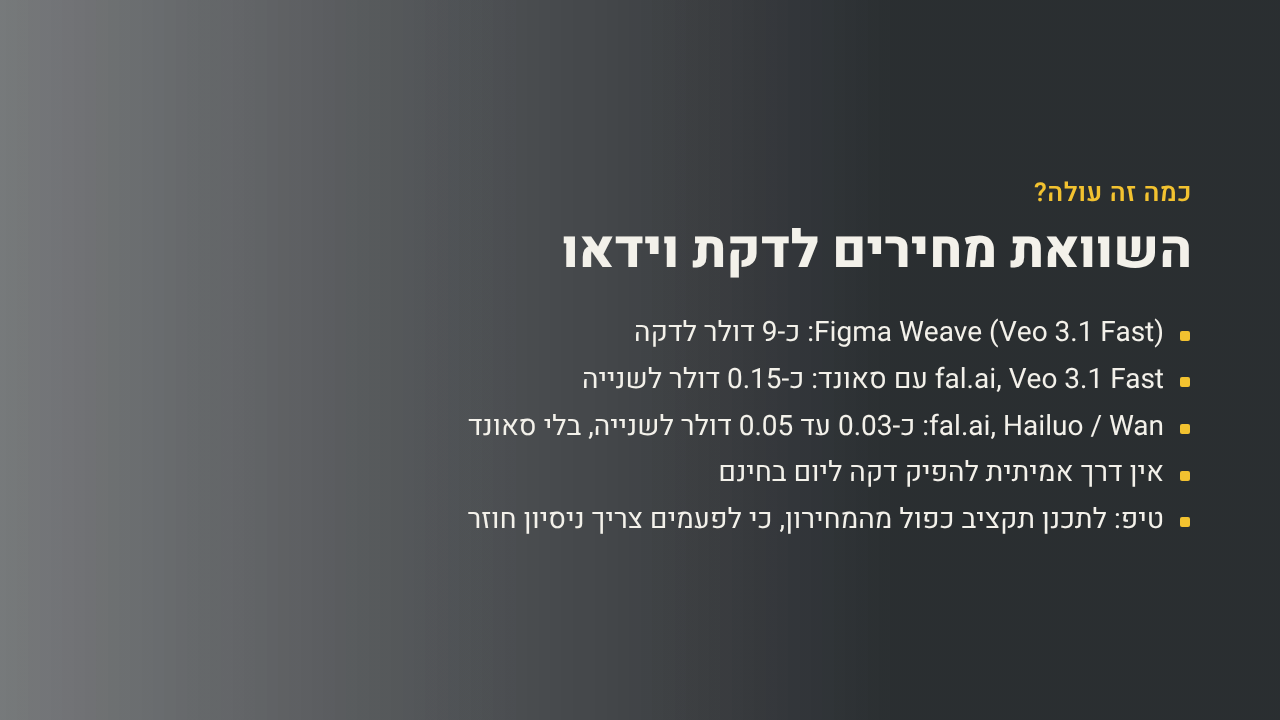 כמה זה עולה?
השוואת מחירים לדקת וידאו
Figma Weave (Veo 3.1 Fast): כ-9 דולר לדקה
fal.ai, Veo 3.1 Fast עם סאונד: כ-0.15 דולר לשנייה
fal.ai, Hailuo / Wan: כ-0.03 עד 0.05 דולר לשנייה, בלי סאונד
אין דרך אמיתית להפיק דקה ליום בחינם
טיפ: לתכנן תקציב כפול מהמחירון, כי לפעמים צריך ניסיון חוזר